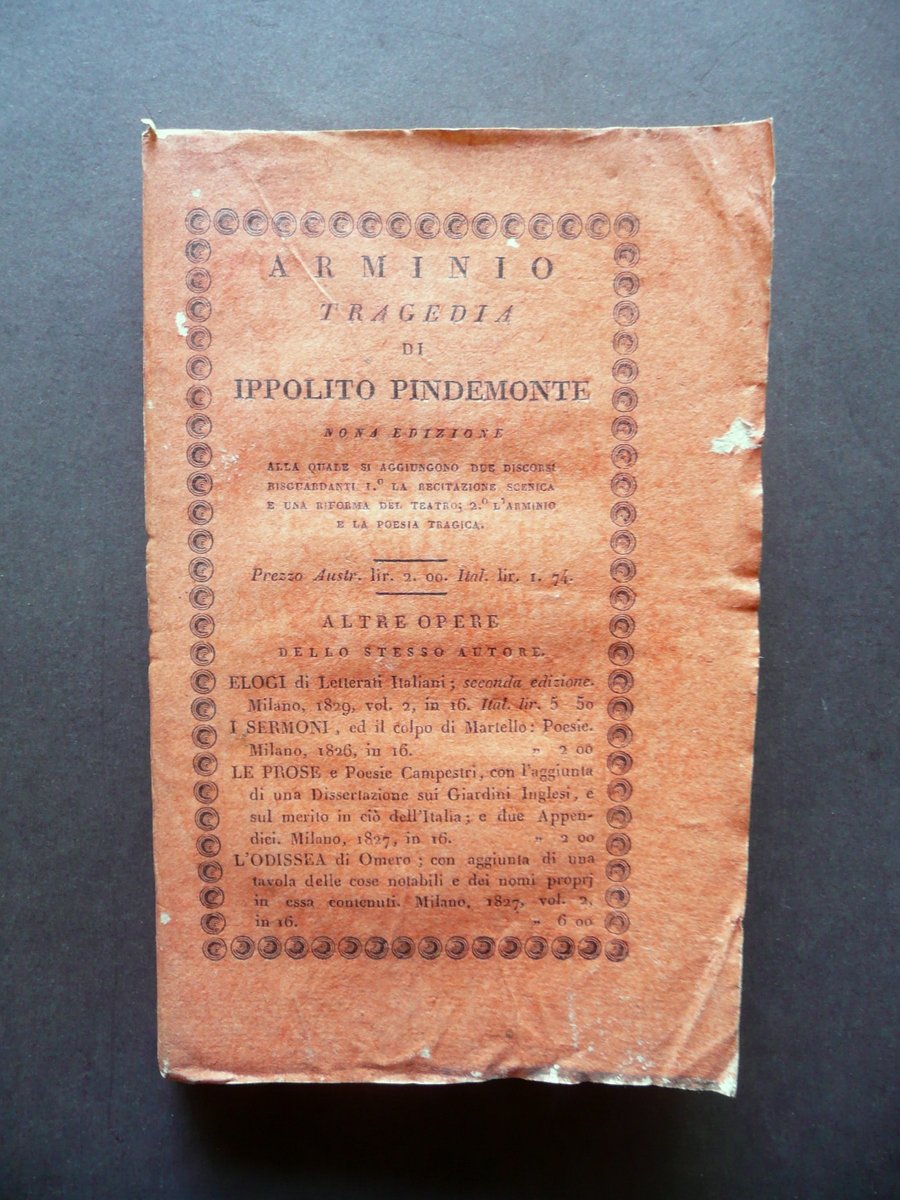 ARMINIO
TRAGEDIA
DI
IPPOLITO PINDEMONTE
NONA EDIZIONE
ALLA QUALE SI AGGIUNGONO DUE DISCORSI
RISGUARDANTI 1.º LA RECITAZIONE SCENICA
E UNA RIFORMA DEL TEATRO; 2.º L'ARMINIO
E LA POESIA TRAGICA.
Prezzo Austr. lir. 2. 00. Ital. lir. 1. 74.
ALTRE OPERE
DELLO STESSO AUTORE.
ELOGI di Letterati Italiani; seconda edizione.
Milano, 1829, vol. 2, in 16. Ital. lir. 5 50
I SERMONI, ed il colpo di Martello: Poesie.
Milano, 1826, in 16. " 2 00
LE PROSE e Poesie Campestri, con l'aggiunta
di una Dissertazione sui Giardini Inglesi, e
sul merito in ciò dell'Italia; e due Appen-
dici. Milano, 1827, in 16. " 2 00
L'ODISSEA di Omero; con aggiunta di una
tavola delle cose notabili e dei nomi proprj
in essa contenuti. Milano, 1827, vol. 2,
in 16. " 6 00